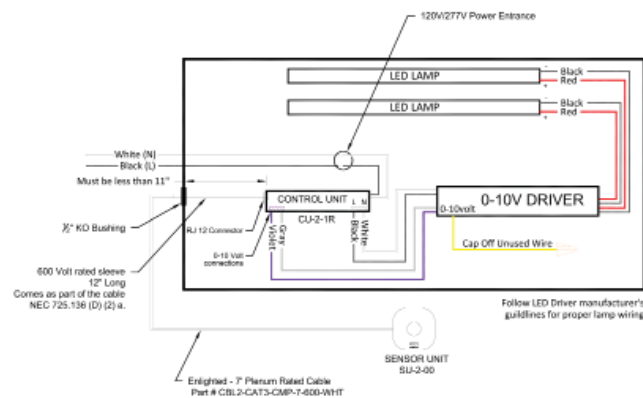 120V/277V Power Entrance
LED LAMP
-
Black
Red
+
LED LAMP
-
Black
Red
+
White (N)
Black (L)
Must be less than 11"
CONTROL UNIT
L N
CU-2-1R
0-10V DRIVER
0-10volt
½" KO Bushing
RJ 12 Connector
0-10 Volt
connections
Violet
Gray
Black
White
Cap Off Unused Wire
600 Volt rated sleeve
12" Long
Comes as part of the cable
NEC 725.136 (D) (2) a.
Follow LED Driver manufacturer's
guildlines for proper lamp wiring
SENSOR UNIT
SU-2-00
Enlighted - 7' Plenum Rated Cable
Part # CBL2-CAT3-CMP-7-600-WHT